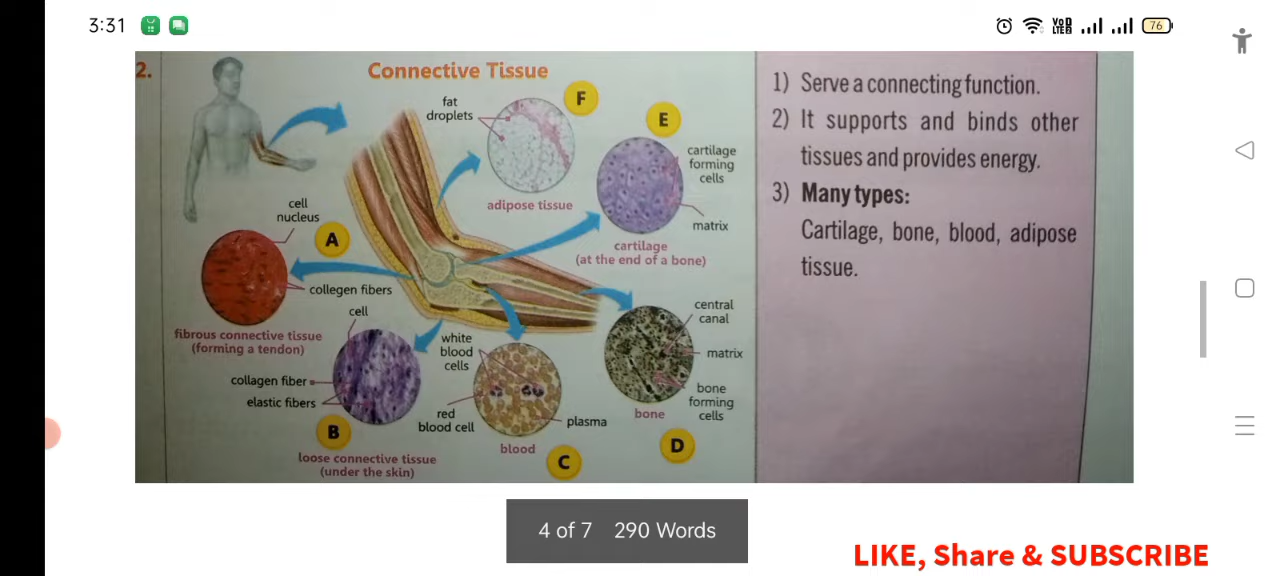 3:31
VoD
LTE
76
2.
Connective Tissue
fat
droplets
F
E
cartilage
forming
cells
matrix
adipose tissue
cartilage
(at the end of a bone)
cell
nucleus
A
collegen fibers
fibrous connective tissue
(forming a tendon)
cell
collagen fiber
elastic fibers
B
loose connective tissue
(under the skin)
white
blood
cells
red
blood cell
plasma
blood
C
central
canal
matrix
bone
forming
cells
bone
D
1) Serve a connecting function.
2) It supports and binds other
tissues and provides energy.
3) Many types:
Cartilage, bone, blood, adipose
tissue.
4 of 7 290 Words
LIKE, Share & SUBSCRIBE